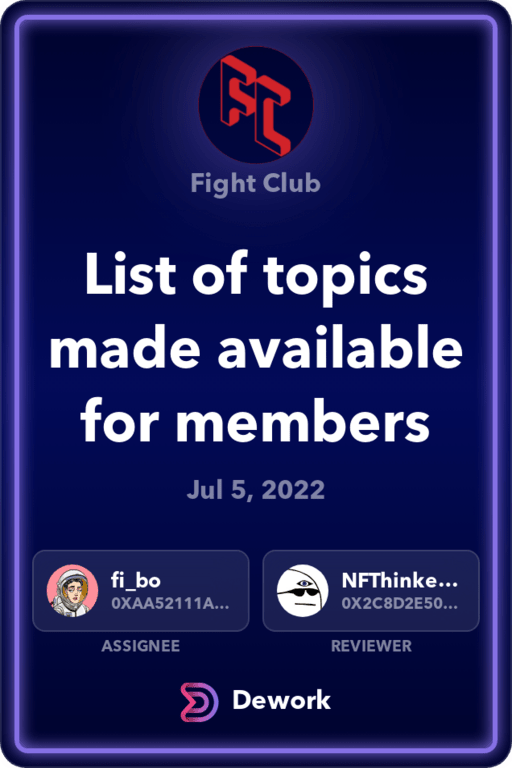 FC
Fight Club
List of topics
made available
for members
Jul 5, 2022
fi_bo
0XAA52111A...
ASSIGNEE
NFThinke...
0X2C8D2E50...
REVIEWER
Dework